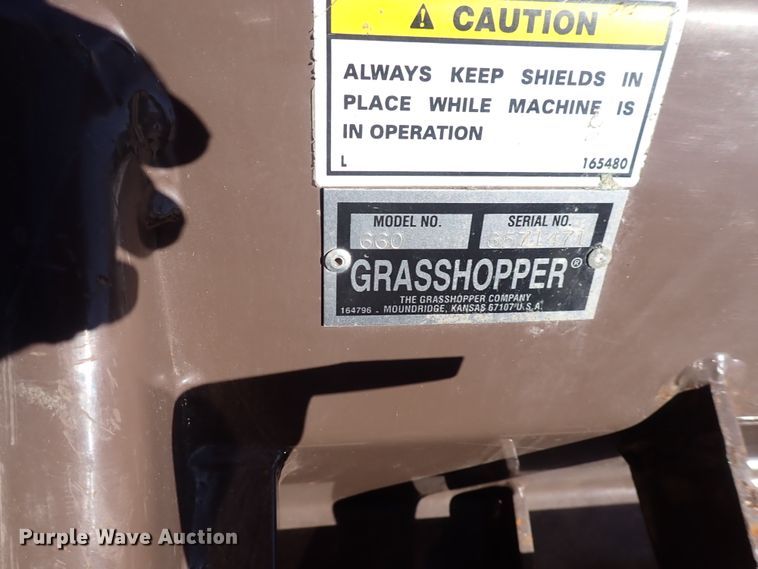 ⚠ CAUTION
ALWAYS KEEP SHIELDS IN
PLACE WHILE MACHINE IS
IN OPERATION
L 165480
MODEL NO. SERIAL NO.
660
GRASSHOPPER®
THE GRASSHOPPER COMPANY
164796 - MOUNDRIDGE, KANSAS 67107 U.S.A.
Purple Wave Auction®